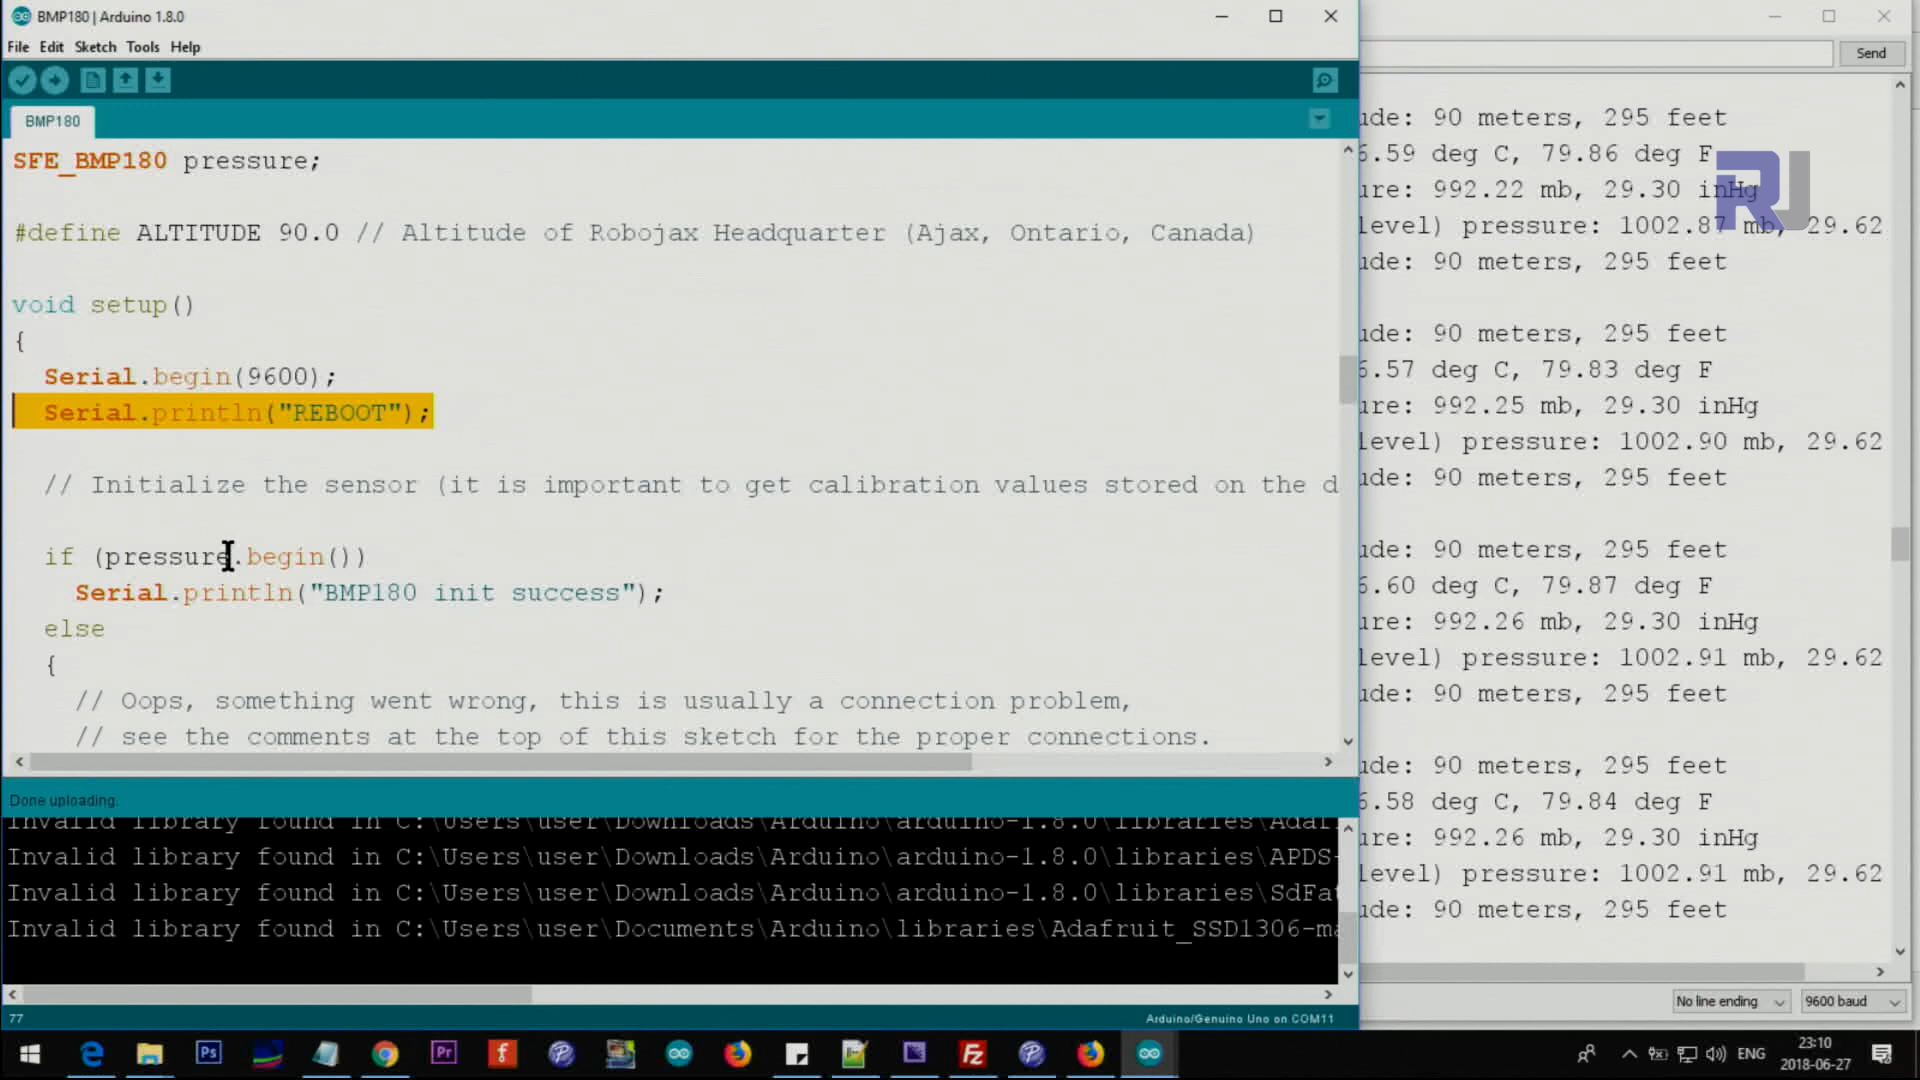 BMP180 | Arduino 1.8.0
File Edit Sketch Tools Help
BMP180
SFE_BMP180 pressure;
#define ALTITUDE 90.0 // Altitude of Robojax Headquarter (Ajax, Ontario, Canada)
void setup()
{
Serial.begin(9600);
Serial.println("REBOOT");
// Initialize the sensor (it is important to get calibration values stored on the d
if (pressure.begin())
Serial.println("BMP180 init success");
else
{
// Oops, something went wrong, this is usually a connection problem,
// see the comments at the top of this sketch for the proper connections.
Done uploading.
Invalid library found in C:\Users\user\Downloads\Arduino\arduino-1.8.0\libraries\Adaf
Invalid library found in C:\Users\user\Downloads\Arduino\arduino-1.8.0\libraries\APDS-
Invalid library found in C:\Users\user\Downloads\Arduino\arduino-1.8.0\libraries\SdFat
Invalid library found in C:\Users\user\Documents\Arduino\libraries\Adafruit_SSD1306-ma
77
Arduino/Genuino Uno on COM11
Send
ude: 90 meters, 295 feet
6.59 deg C, 79.86 deg F
ure: 992.22 mb, 29.30 inHg
level) pressure: 1002.87 mb, 29.62
ude: 90 meters, 295 feet
ude: 90 meters, 295 feet
6.57 deg C, 79.83 deg F
ure: 992.25 mb, 29.30 inHg
level) pressure: 1002.90 mb, 29.62
ude: 90 meters, 295 feet
ude: 90 meters, 295 feet
6.60 deg C, 79.87 deg F
ure: 992.26 mb, 29.30 inHg
level) pressure: 1002.91 mb, 29.62
ude: 90 meters, 295 feet
ude: 90 meters, 295 feet
6.58 deg C, 79.84 deg F
ure: 992.26 mb, 29.30 inHg
level) pressure: 1002.91 mb, 29.62
ude: 90 meters, 295 feet
No line ending
9600 baud
RJ
Ps
Pr
f
Fz
ENG
23:10
2018-06-27